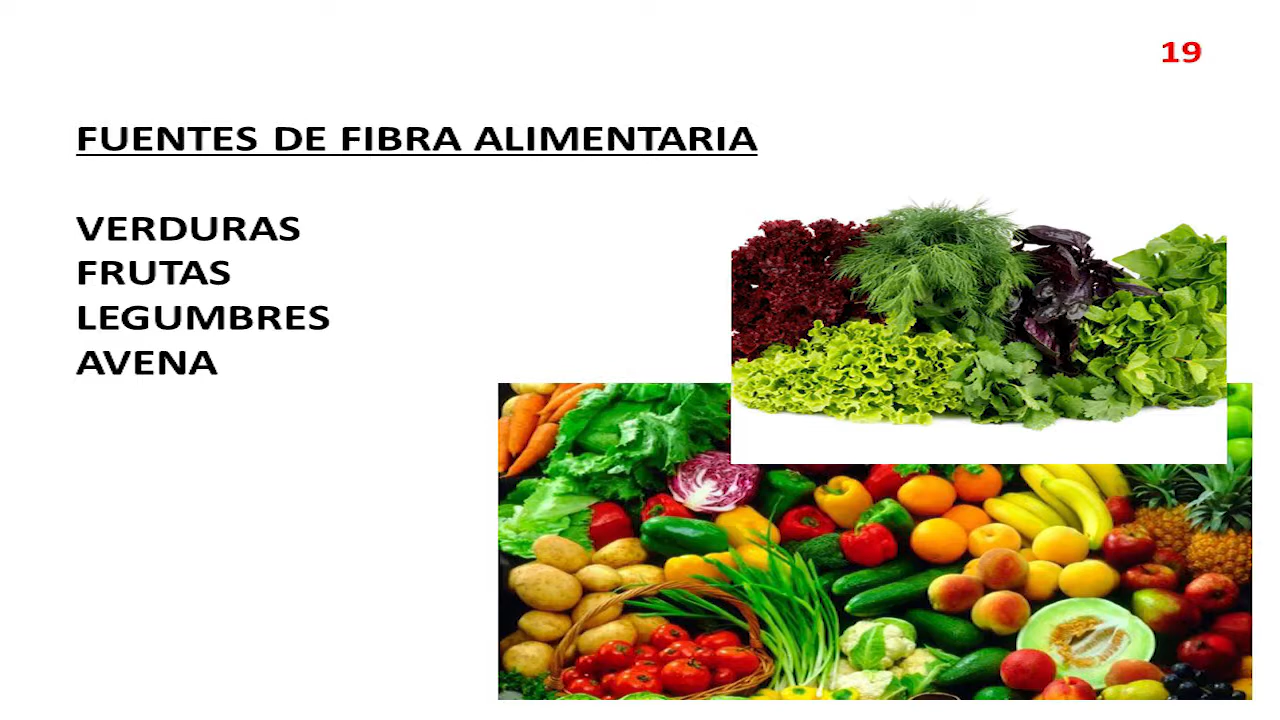 19
FUENTES DE FIBRA ALIMENTARIA
VERDURAS
FRUTAS
LEGUMBRES
AVENA